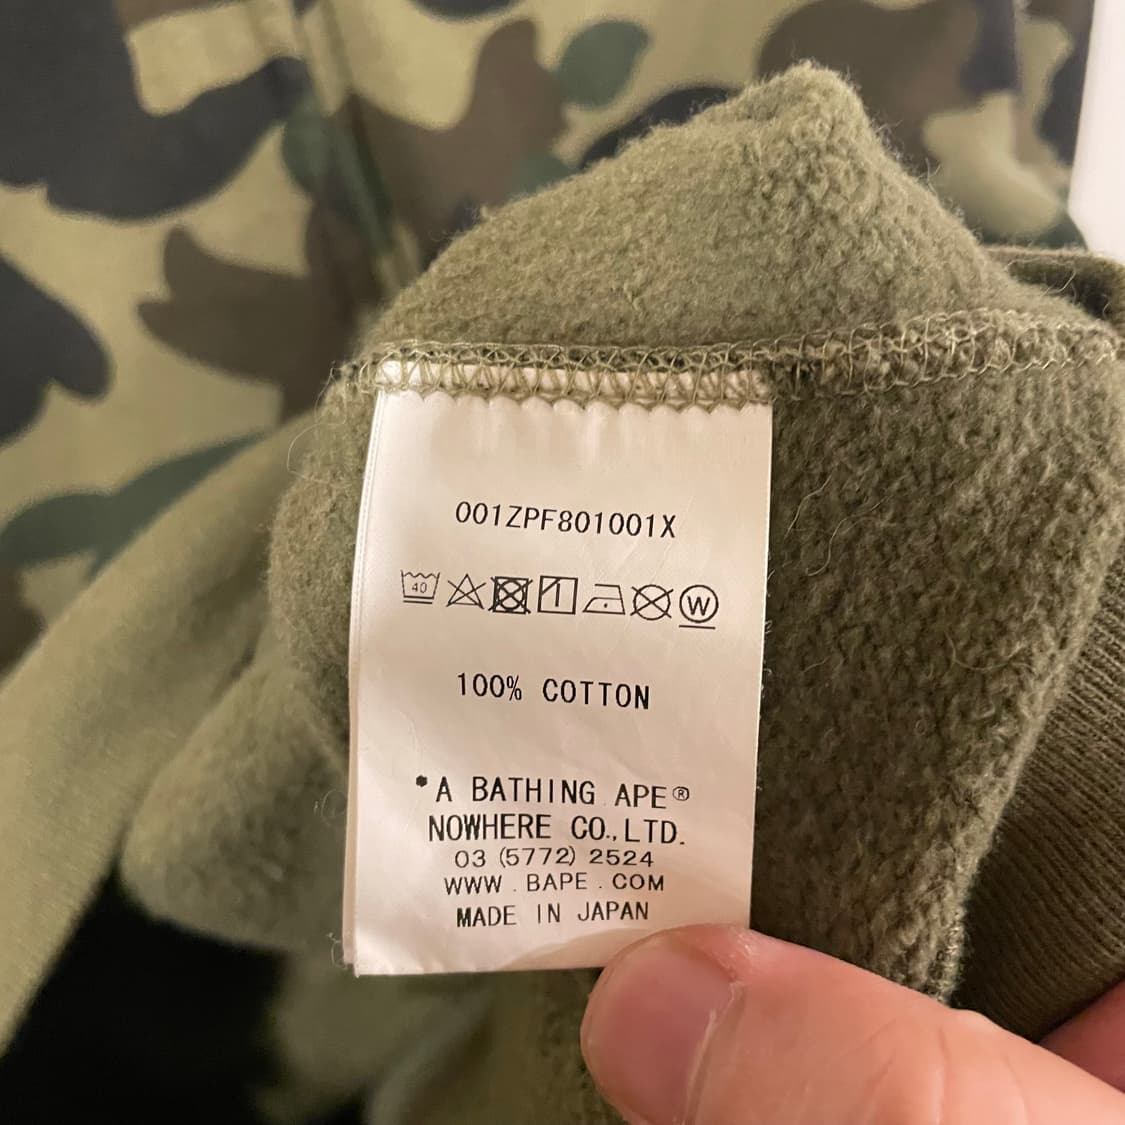 001ZPF801001X
40
100% COTTON
*A BATHING APE®
NOWHERE CO.,LTD.
03 (5772) 2524
WWW.BAPE.COM
MADE IN JAPAN